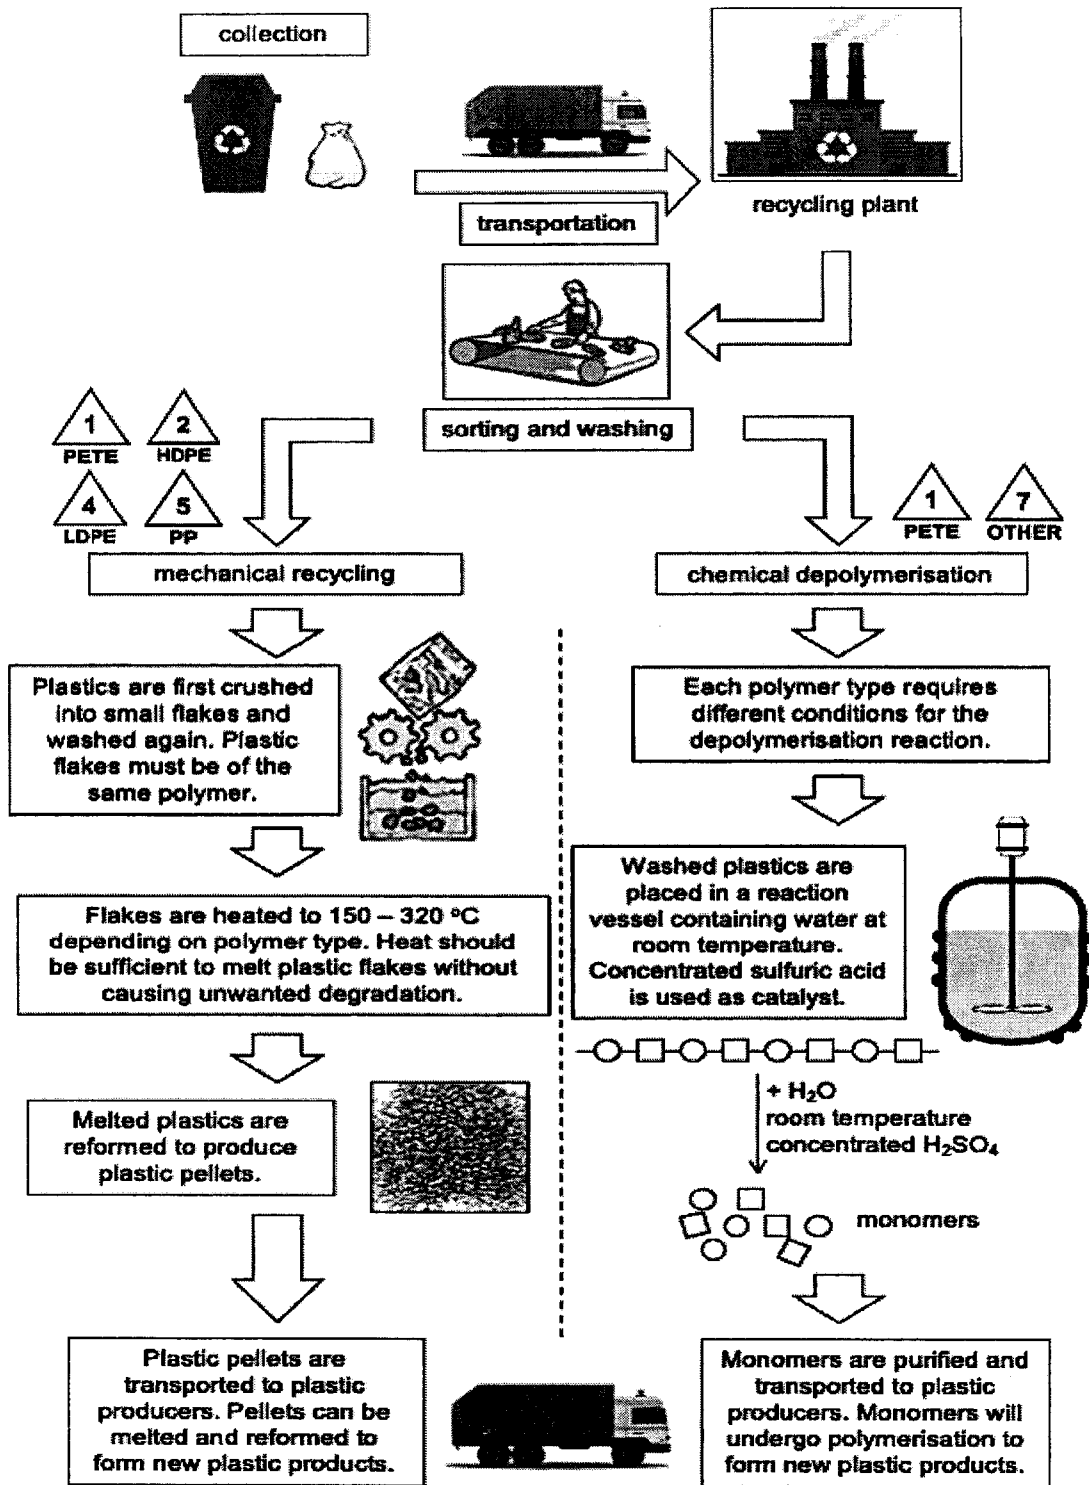 collection
transportation
recycling plant
sorting and washing
1
PETE
2
HDPE
4
LDPE
5
PP
mechanical recycling
Plastics are first crushed
into small flakes and
washed again. Plastic
flakes must be of the
same polymer.
Flakes are heated to 150 – 320 °C
depending on polymer type. Heat should
be sufficient to melt plastic flakes without
causing unwanted degradation.
Melted plastics are
reformed to produce
plastic pellets.
Plastic pellets are
transported to plastic
producers. Pellets can be
melted and reformed to
form new plastic products.
1
PETE
7
OTHER
chemical depolymerisation
Each polymer type requires
different conditions for the
depolymerisation reaction.
Washed plastics are
placed in a reaction
vessel containing water at
room temperature.
Concentrated sulfuric acid
is used as catalyst.
+ H₂O
room temperature
concentrated H₂SO₄
monomers
Monomers are purified and
transported to plastic
producers. Monomers will
undergo polymerisation to
form new plastic products.